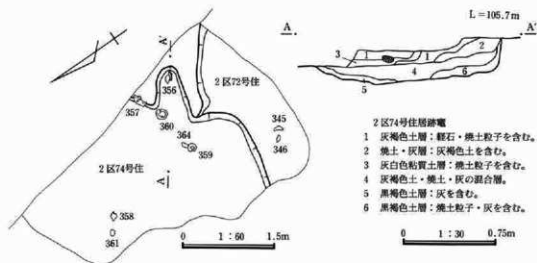 A′
2区72号住
356
357
360
364
359
345
346
2区74号住
A
358
361
0 1:60 1.5m
L=105.7m
A. .A′
1
1
2
3
4
5
6
2区74号住居跡竈
1 灰褐色土層：軽石・焼土粒子を含む。
2 焼土・灰層：灰褐色土を含む。
3 灰白色粘質土層：焼土粒子を含む。
4 灰褐色土・焼土・灰の混合層。
5 黒褐色土層：灰を含む。
6 黒褐色土層：焼土粒子・灰を含む。
0 1:30 0.75m